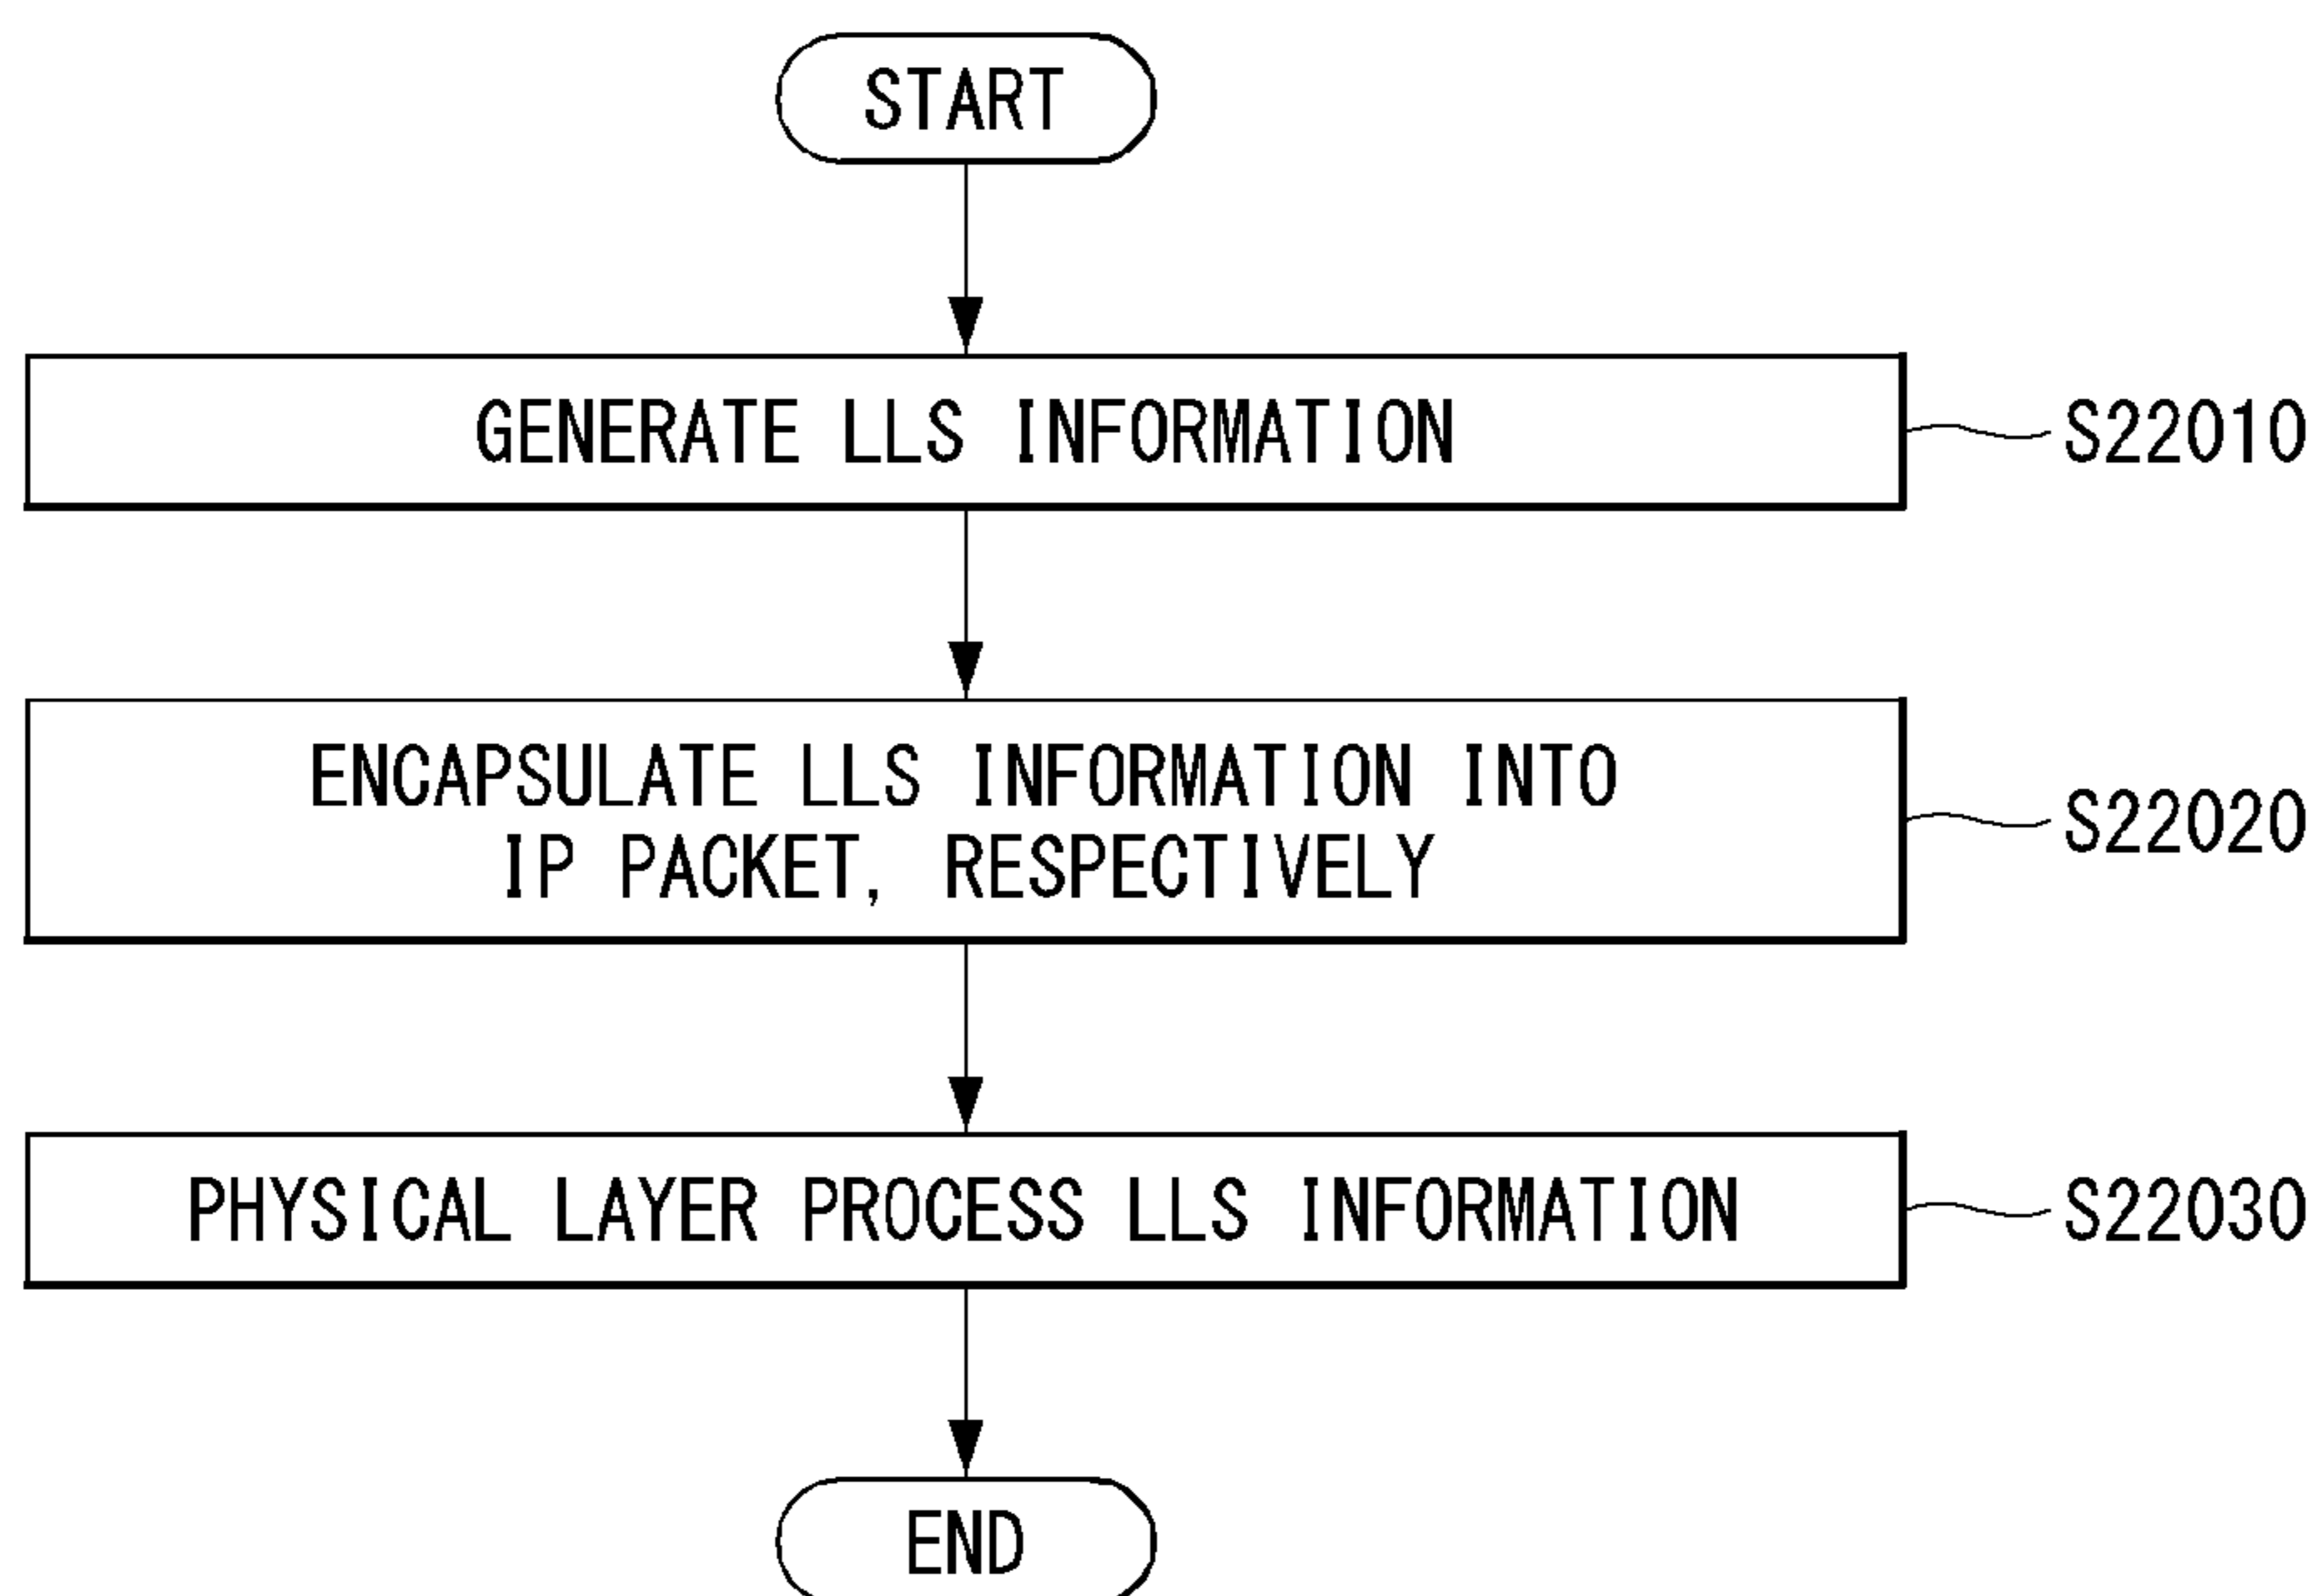 START
GENERATE LLS INFORMATION
S22010
ENCAPSULATE LLS INFORMATION INTO
IP PACKET, RESPECTIVELY
S22020
PHYSICAL LAYER PROCESS LLS INFORMATION
S22030
END